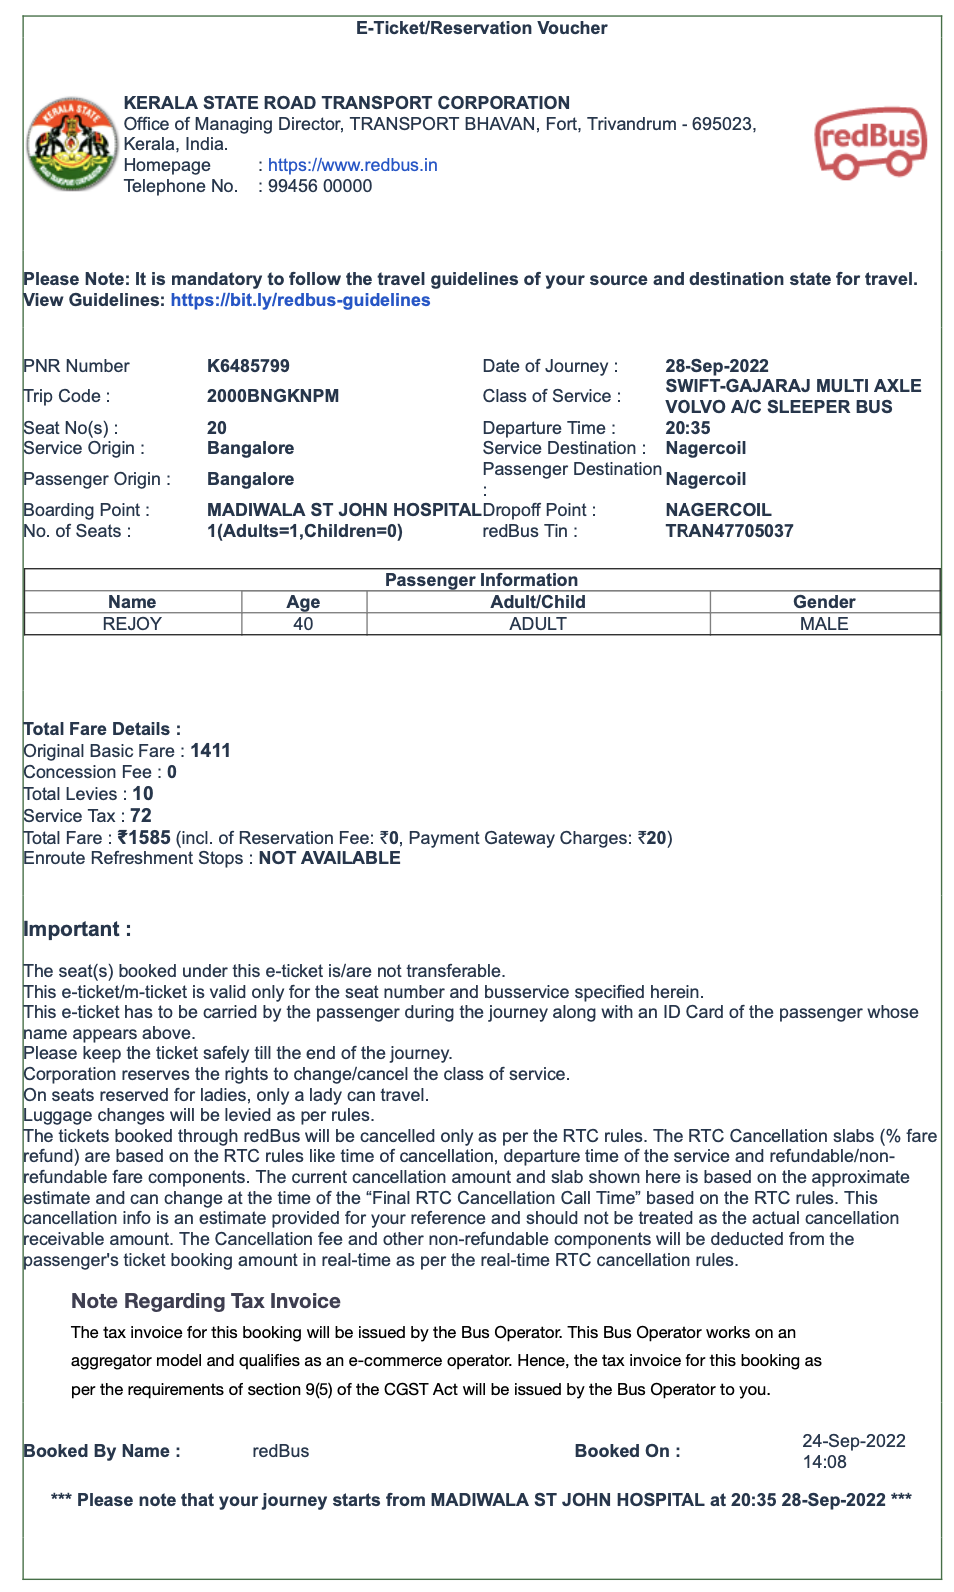 E-Ticket/Reservation Voucher
KERALA STATE ROAD TRANSPORT CORPORATION
Office of Managing Director, TRANSPORT BHAVAN, Fort, Trivandrum - 695023,
Kerala, India.
Homepage : https://www.redbus.in
Telephone No. : 99456 00000
KERALA STATE
ROAD TRANSPORT CORPORATION
redBus
Please Note: It is mandatory to follow the travel guidelines of your source and destination state for travel.
View Guidelines: https://bit.ly/redbus-guidelines
PNR Number K6485799 Date of Journey : 28-Sep-2022
Trip Code : 2000BNGKNPM Class of Service : SWIFT-GAJARAJ MULTI AXLE
VOLVO A/C SLEEPER BUS
Seat No(s) : 20 Departure Time : 20:35
Service Origin : Bangalore Service Destination : Nagercoil
Passenger Origin : Bangalore Passenger Destination : Nagercoil
Boarding Point : MADIWALA ST JOHN HOSPITAL Dropoff Point : NAGERCOIL
No. of Seats : 1(Adults=1,Children=0) redBus Tin : TRAN47705037
Passenger Information
Name Age Adult/Child Gender
REJOY 40 ADULT MALE
Total Fare Details :
Original Basic Fare : 1411
Concession Fee : 0
Total Levies : 10
Service Tax : 72
Total Fare : ₹1585 (incl. of Reservation Fee: ₹0, Payment Gateway Charges: ₹20)
Enroute Refreshment Stops : NOT AVAILABLE
Important :
The seat(s) booked under this e-ticket is/are not transferable.
This e-ticket/m-ticket is valid only for the seat number and busservice specified herein.
This e-ticket has to be carried by the passenger during the journey along with an ID Card of the passenger whose
name appears above.
Please keep the ticket safely till the end of the journey.
Corporation reserves the rights to change/cancel the class of service.
On seats reserved for ladies, only a lady can travel.
Luggage changes will be levied as per rules.
The tickets booked through redBus will be cancelled only as per the RTC rules. The RTC Cancellation slabs (% fare
refund) are based on the RTC rules like time of cancellation, departure time of the service and refundable/non-
refundable fare components. The current cancellation amount and slab shown here is based on the approximate
estimate and can change at the time of the “Final RTC Cancellation Call Time” based on the RTC rules. This
cancellation info is an estimate provided for your reference and should not be treated as the actual cancellation
receivable amount. The Cancellation fee and other non-refundable components will be deducted from the
passenger's ticket booking amount in real-time as per the real-time RTC cancellation rules.
Note Regarding Tax Invoice
The tax invoice for this booking will be issued by the Bus Operator. This Bus Operator works on an
aggregator model and qualifies as an e-commerce operator. Hence, the tax invoice for this booking as
per the requirements of section 9(5) of the CGST Act will be issued by the Bus Operator to you.
Booked By Name : redBus Booked On : 24-Sep-2022
14:08
*** Please note that your journey starts from MADIWALA ST JOHN HOSPITAL at 20:35 28-Sep-2022 ***